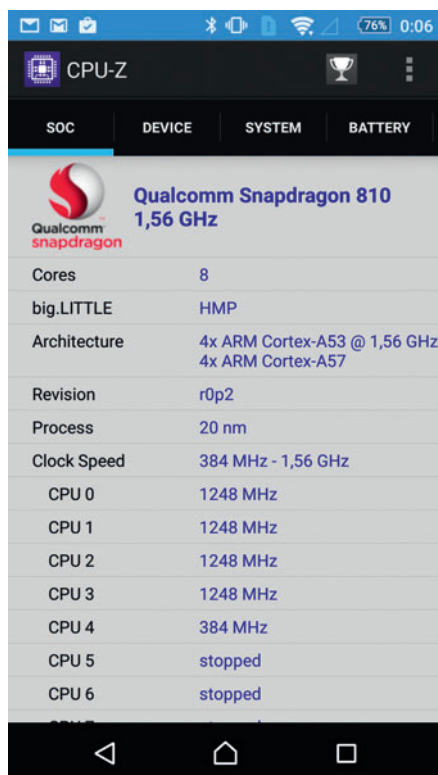 76% 0:06
CPU-Z
SOC DEVICE SYSTEM BATTERY
Qualcomm snapdragon
Qualcomm Snapdragon 810
1,56 GHz
Cores 8
big.LITTLE HMP
Architecture 4x ARM Cortex-A53 @ 1,56 GHz
4x ARM Cortex-A57
Revision r0p2
Process 20 nm
Clock Speed 384 MHz - 1,56 GHz
CPU 0 1248 MHz
CPU 1 1248 MHz
CPU 2 1248 MHz
CPU 3 1248 MHz
CPU 4 384 MHz
CPU 5 stopped
CPU 6 stopped